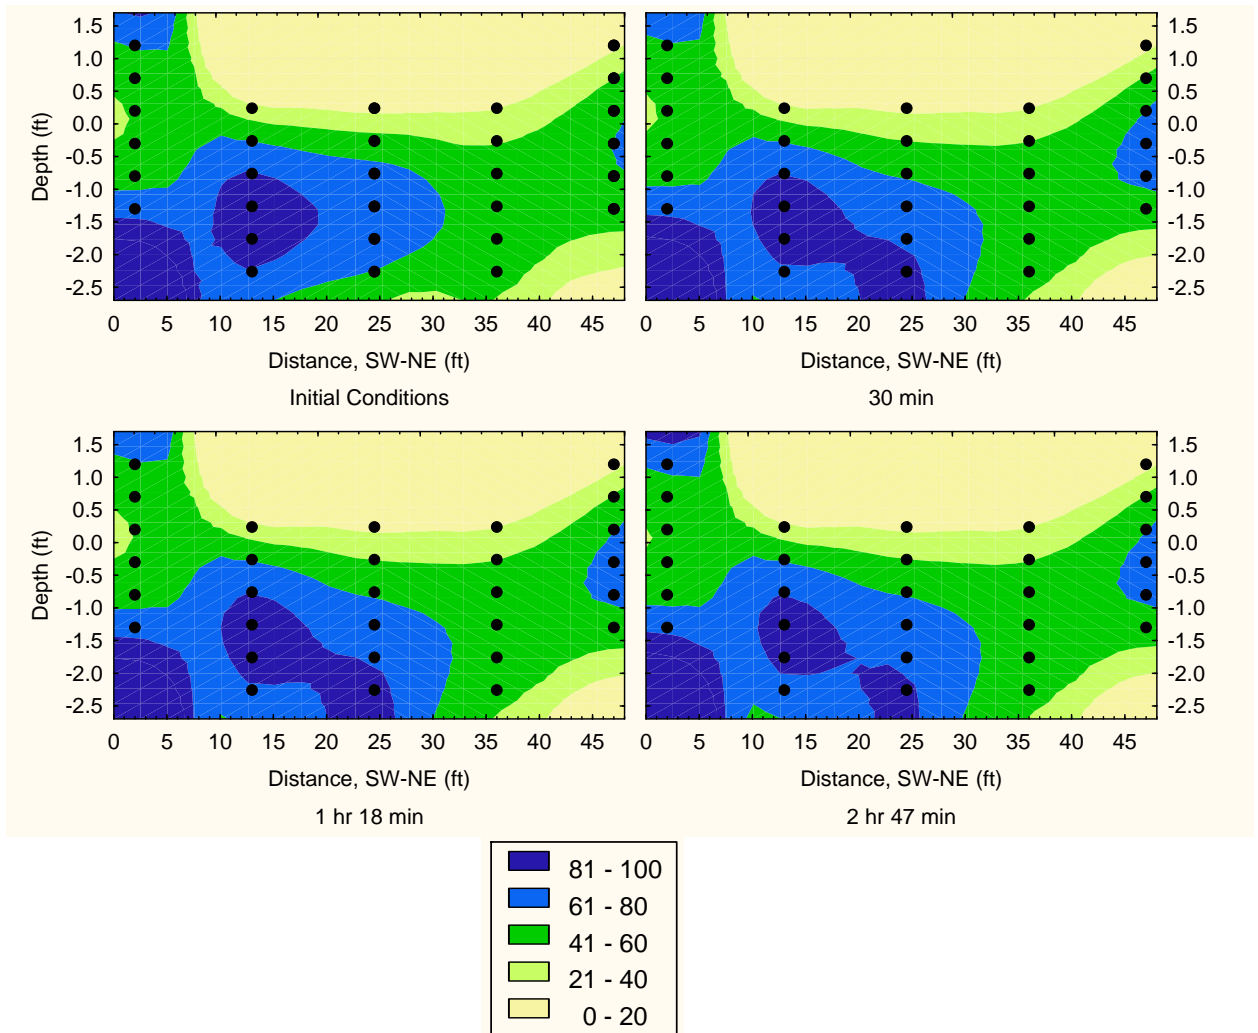 1.5 1.5
1.0 1.0
0.5 0.5
0.0 0.0
-0.5 -0.5
-1.0 -1.0
-1.5 -1.5
-2.0 -2.0
-2.5 -2.5
Depth (ft)
0 5 10 15 20 25 30 35 40 45 0 5 10 15 20 25 30 35 40 45
Distance, SW-NE (ft) Distance, SW-NE (ft)
Initial Conditions 30 min
1.5 1.5
1.0 1.0
0.5 0.5
0.0 0.0
-0.5 -0.5
-1.0 -1.0
-1.5 -1.5
-2.0 -2.0
-2.5 -2.5
Depth (ft)
0 5 10 15 20 25 30 35 40 45 0 5 10 15 20 25 30 35 40 45
Distance, SW-NE (ft) Distance, SW-NE (ft)
1 hr 18 min 2 hr 47 min
81 - 100
61 - 80
41 - 60
21 - 40
0 - 20